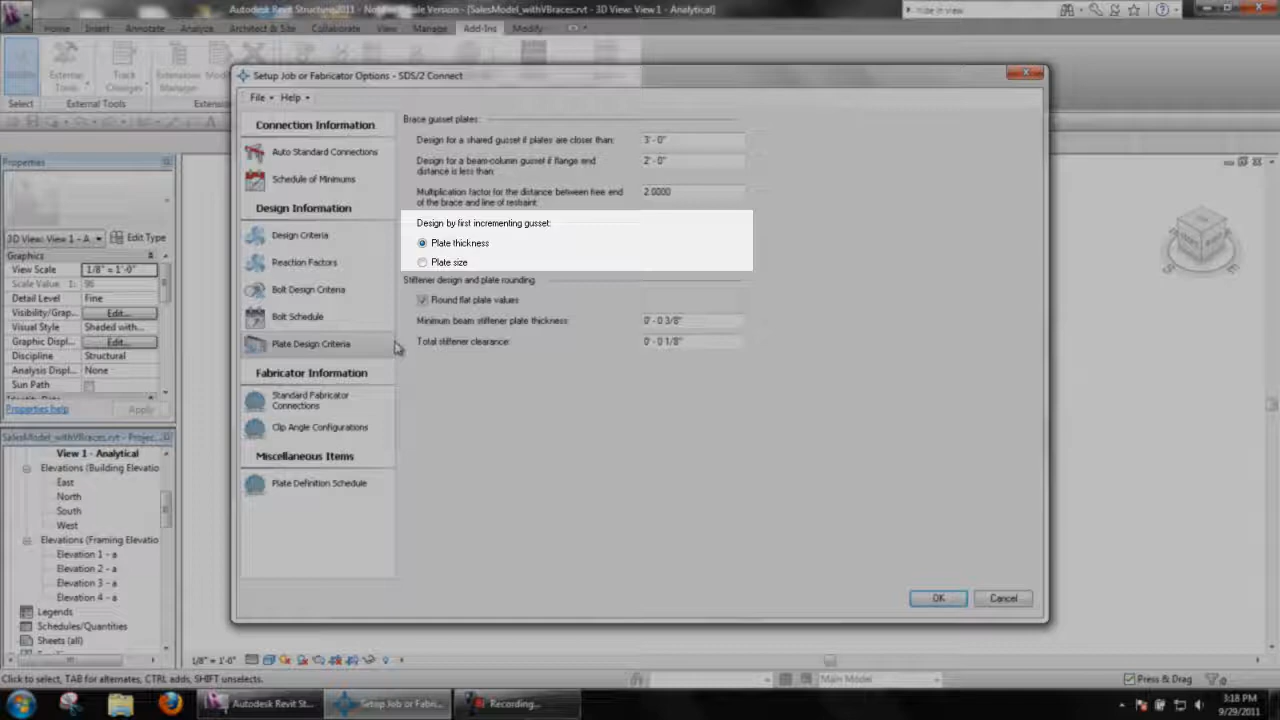 Autodesk Revit Structure 2011 - Not For Resale Version - [SalesModel_withVBraces.rvt - 3D View: View 1 - Analytical]
Home Insert Annotate Analyze Architect & Site Collaborate View Manage Add-Ins Modify
External
Tools
Track
Changes
Extensions
Manager
Select
External Tools
Setup Job or Fabricator Options - SDS/2 Connect
File
Help
Connection Information
Auto Standard Connections
Schedule of Minimums
Design Information
Design Criteria
Reaction Factors
Bolt Design Criteria
Bolt Schedule
Plate Design Criteria
Fabricator Information
Standard Fabricator
Connections
Clip Angle Configurations
Miscellaneous Items
Plate Definition Schedule
Brace gusset plates:
Design for a shared gusset if plates are closer than: 3'- 0"
Design for a beam-column gusset if flange end
distance is less than: 2'- 0"
Multiplication factor for the distance between free end
of the brace and line of restraint: 2.0000
Design by first incrementing gusset:
Plate thickness
Plate size
Stiffener design and plate rounding
Round flat plate values
Minimum beam stiffener plate thickness: 0'- 0 3/8"
Total stiffener clearance: 0'- 0 1/8"
OK
Cancel
Properties
3D View: View 1 - A
Edit Type
Graphics
View Scale 1/8" = 1'-0"
Scale Value 1: 96
Detail Level Fine
Visibility/Grap... Edit...
Visual Style Shaded with...
Graphic Displ... Edit...
Discipline Structural
Analysis Displ... None
Sun Path
Identity Data
Properties help
Apply
SalesModel_withVBraces.rvt - Projec...
View 1 - Analytical
Elevations (Building Elevatio
East
North
South
West
Elevations (Framing Elevatio
Elevation 1 - a
Elevation 2 - a
Elevation 3 - a
Elevation 4 - a
Legends
Schedules/Quantities
Sheets (all)
1/8" = 1'-0"
Click to select, TAB for alternates, CTRL adds, SHIFT unselects.
Main Model
Press & Drag
Autodesk Revit St...
Setup Job or Fabri...
Recording...
3:18 PM
9/29/2011